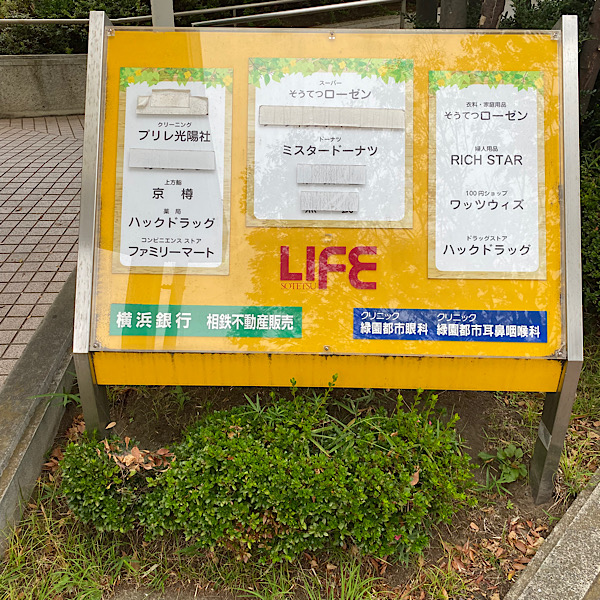 クリーニング
プリレ光陽社
上方鮨
京樽
薬局
ハックドラッグ
コンビニエンス ストア
ファミリーマート
スーパー
そうてつローゼン
ドーナツ
ミスタードーナツ
衣料・家庭用品
そうてつローゼン
婦人用品
RICH STAR
100円ショップ
ワッツウィズ
ドラッグストア
ハックドラッグ
LIFE
SOTETSU
横浜銀行 相鉄不動産販売
クリニック クリニック
緑園都市眼科 緑園都市耳鼻咽喉科